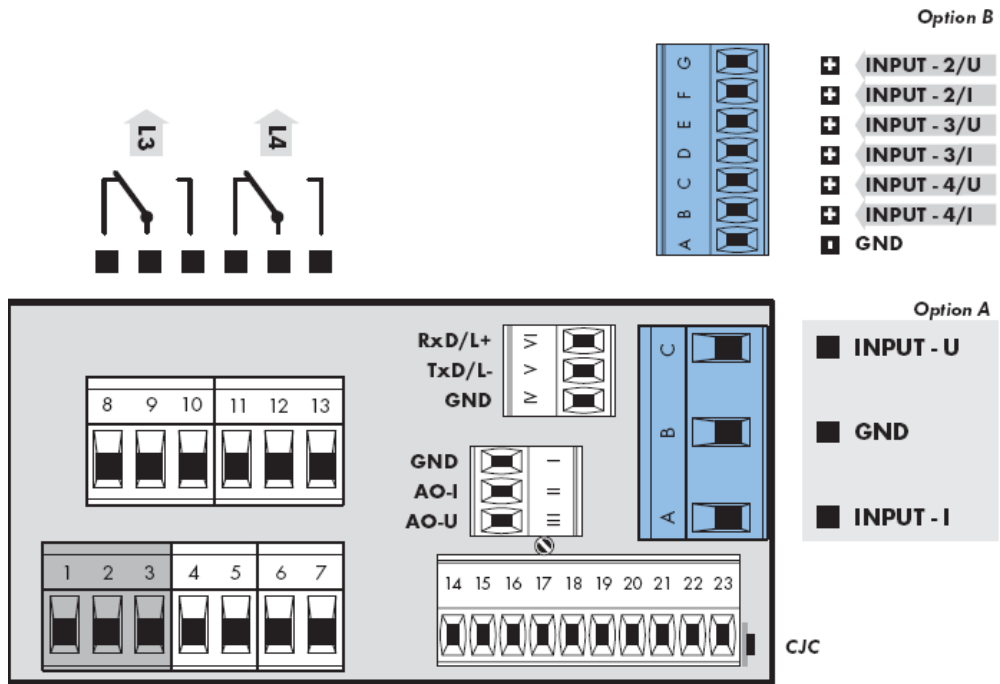 Option B
G
F
E
D
C
B
A
INPUT - 2/U
INPUT - 2/I
INPUT - 3/U
INPUT - 3/I
INPUT - 4/U
INPUT - 4/I
GND
L3
L4
Option A
INPUT - U
GND
INPUT - I
C
B
A
RxD/L+
TxD/L-
GND
VI
V
IV
GND
AO-I
AO-U
I
II
III
8 9 10 11 12 13
1 2 3 4 5 6 7
14 15 16 17 18 19 20 21 22 23
CJC